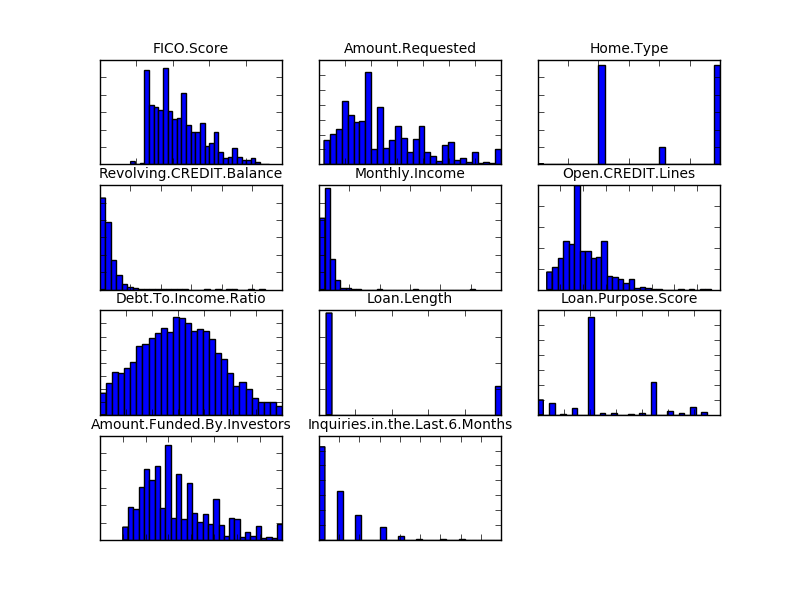 FICO.Score
Amount.Requested
Home.Type
Revolving.CREDIT.Balance
Monthly.Income
Open.CREDIT.Lines
Debt.To.Income.Ratio
Loan.Length
Loan.Purpose.Score
Amount.Funded.By.Investors
Inquiries.in.the.Last.6.Months